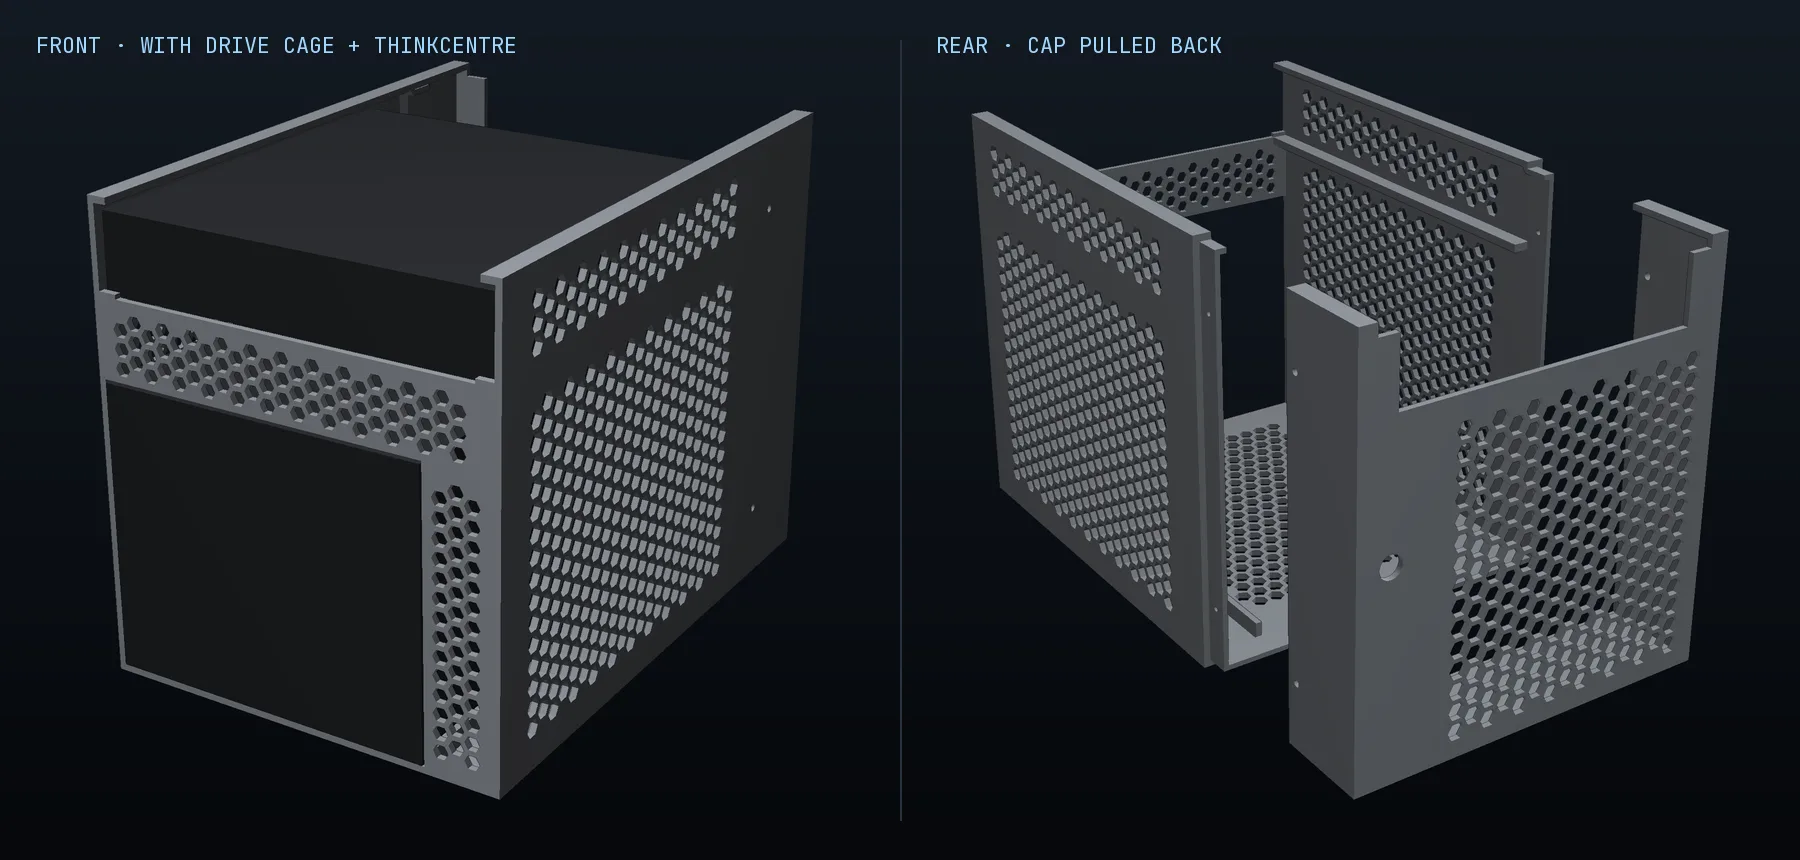 FRONT · WITH DRIVE CAGE + THINKCENTRE
REAR · CAP PULLED BACK